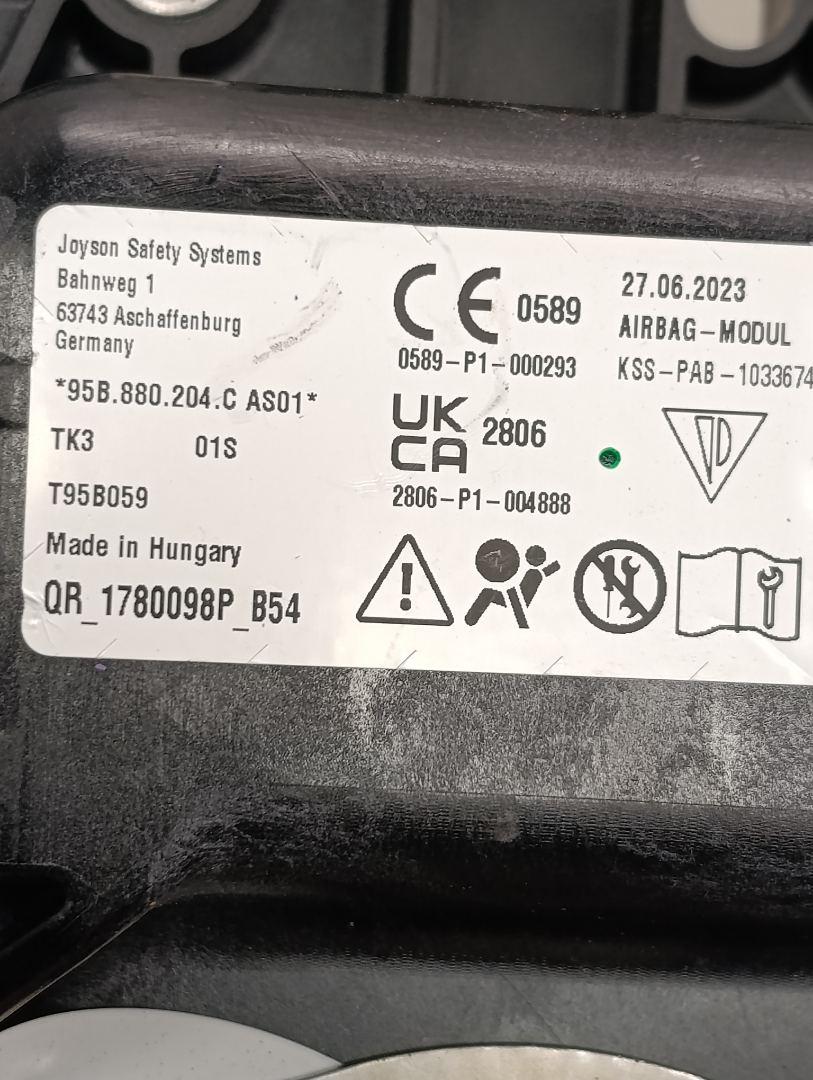 Joyson Safety Systems
Bahnweg 1
63743 Aschaffenburg
Germany
*95B.880.204.C AS01*
TK3 01S
T95B059
Made in Hungary
QR_1780098P_B54
CE 0589
0589-P1-000293
UK
CA 2806
2806-P1-004888
27.06.2023
AIRBAG-MODUL
KSS-PAB-1033674